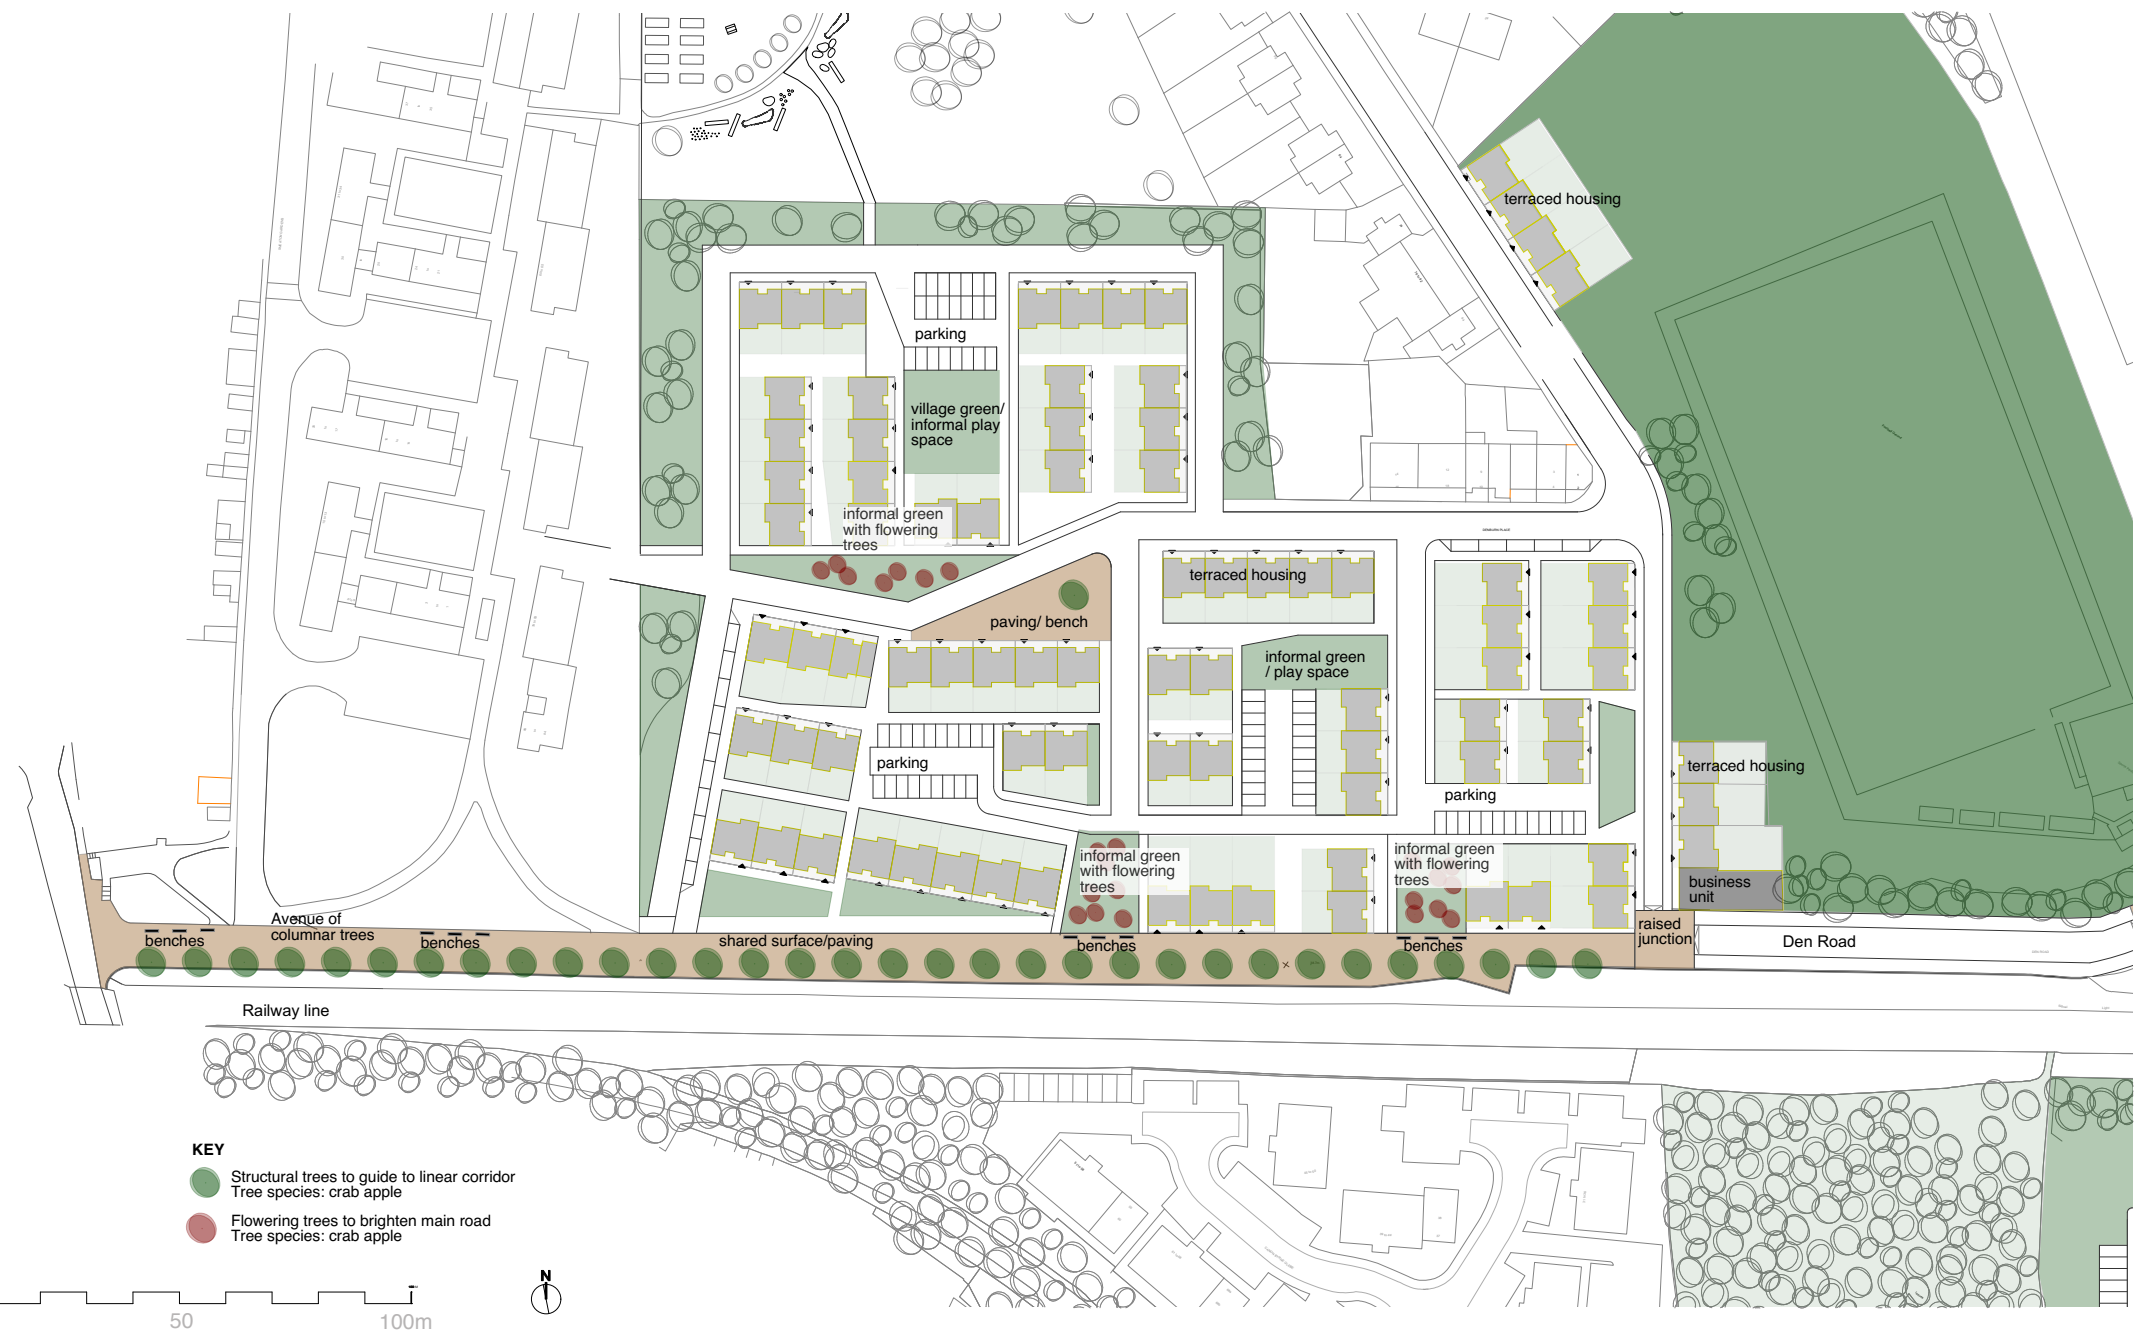 terraced housing
parking
village green/
informal play
space
informal green
with flowering
trees
DENBURN PLACE
terraced housing
paving/ bench
informal green
/ play space
parking
terraced housing
parking
informal green
with flowering
trees
informal green
with flowering
trees
business
unit
Avenue of
columnar trees
benches
benches
shared surface/paving
benches
benches
raised
junction
Den Road
Railway line
KEY
Structural trees to guide to linear corridor
Tree species: crab apple
Flowering trees to brighten main road
Tree species: crab apple
N
50
100m